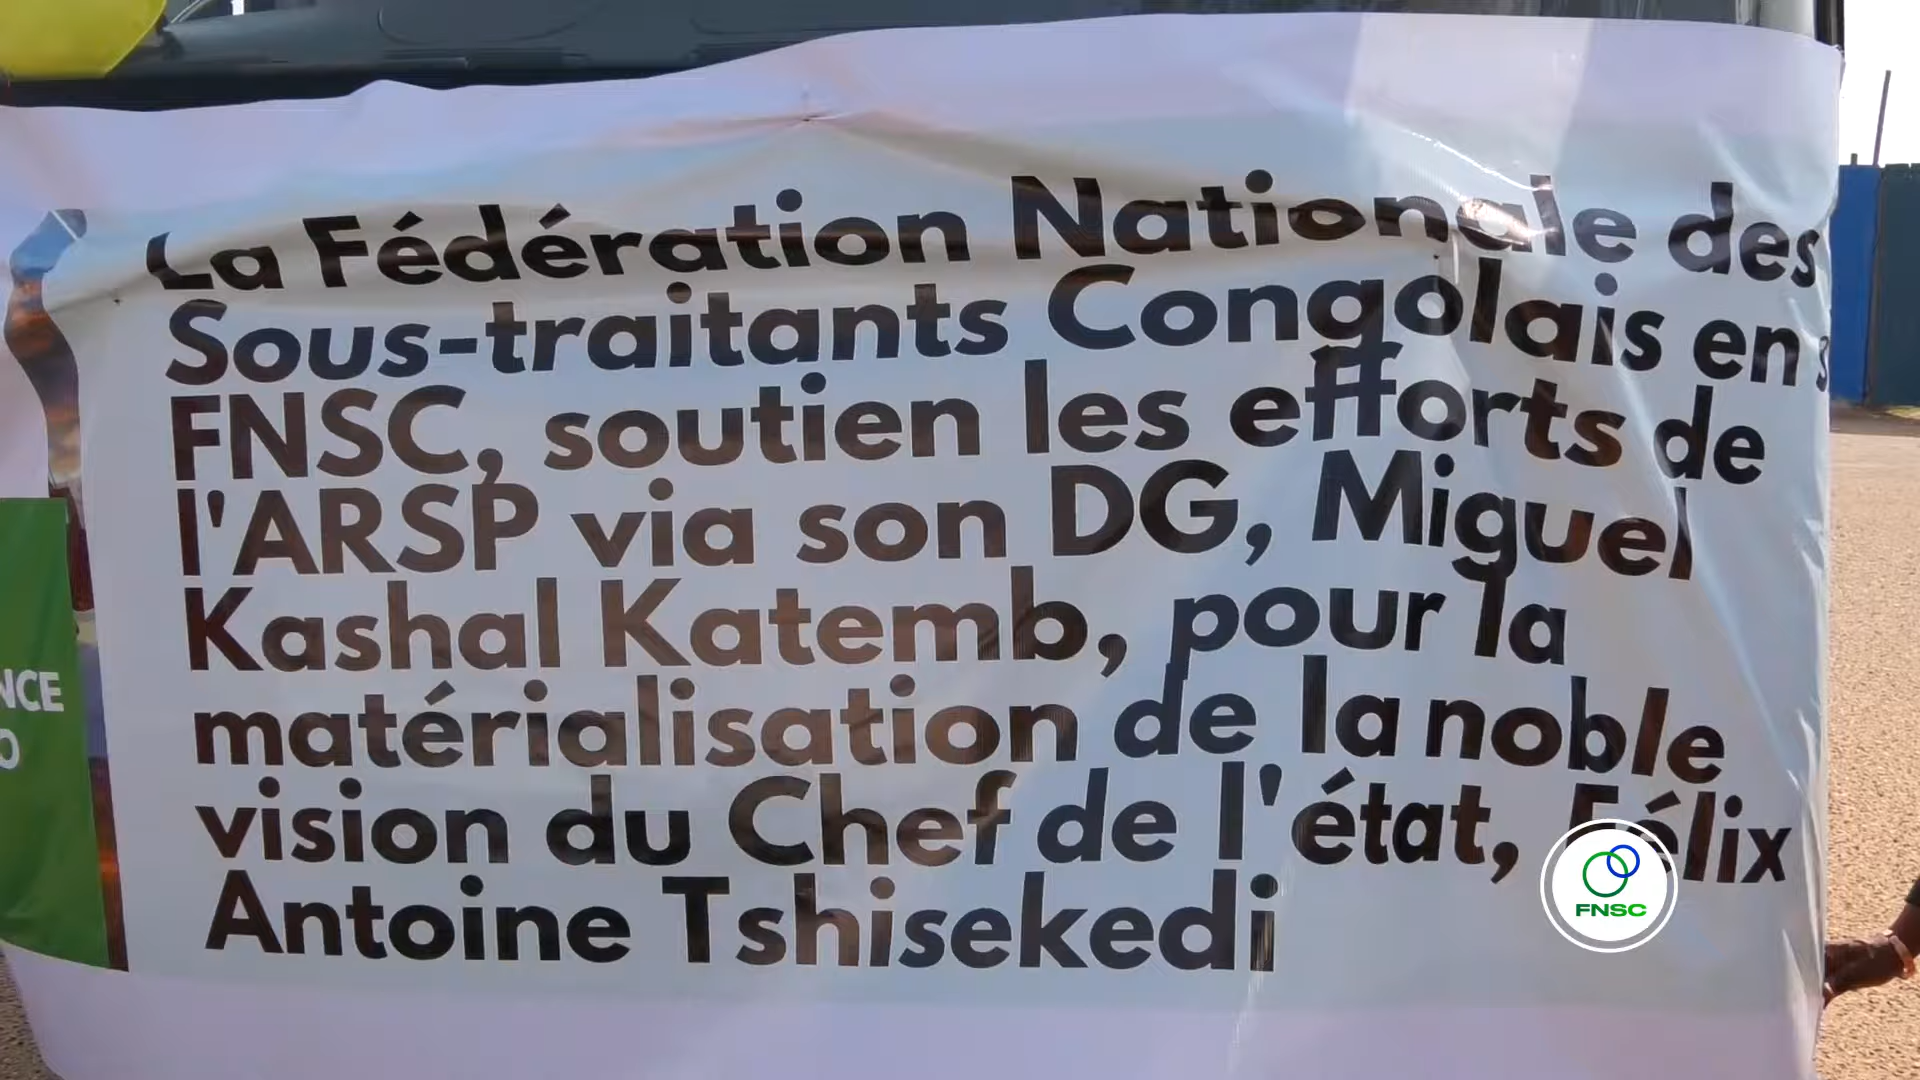 La Fédération Nationale des
Sous-traitants Congolais en s
FNSC, soutien les efforts de
l'ARSP via son DG, Miguel
Kashal Katemb, pour la
matérialisation de la noble
vision du Chef de l'état, Félix
Antoine Tshisekedi
NCE
O
FNSC